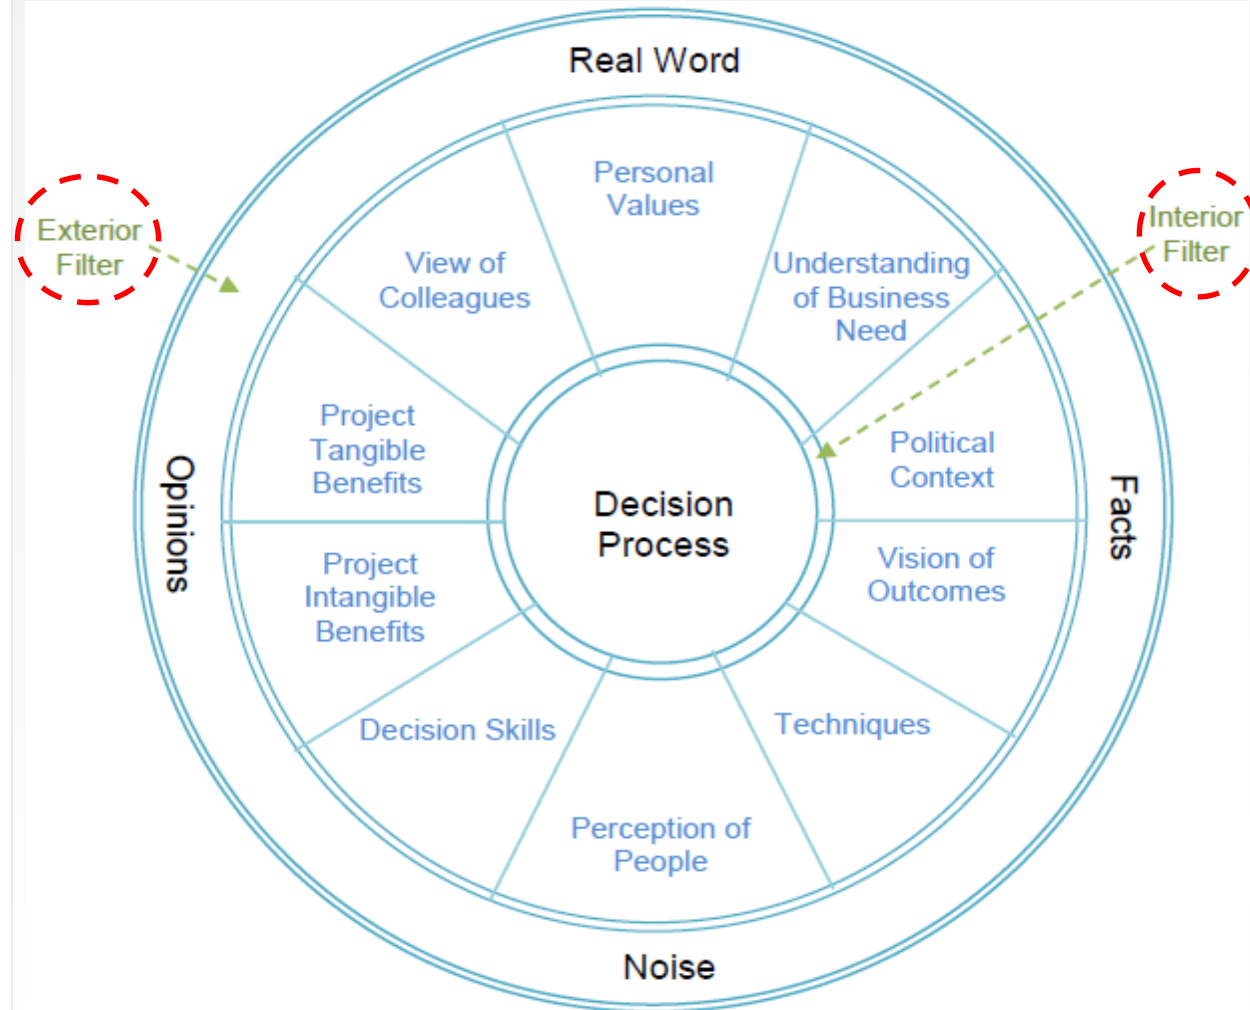 Real Word
Exterior
Filter
Interior
Filter
Personal
Values
View of
Colleagues
Understanding
of Business
Need
Project
Tangible
Benefits
Political
Context
Opinions
Decision
Process
Facts
Project
Intangible
Benefits
Vision of
Outcomes
Decision Skills
Techniques
Perception of
People
Noise